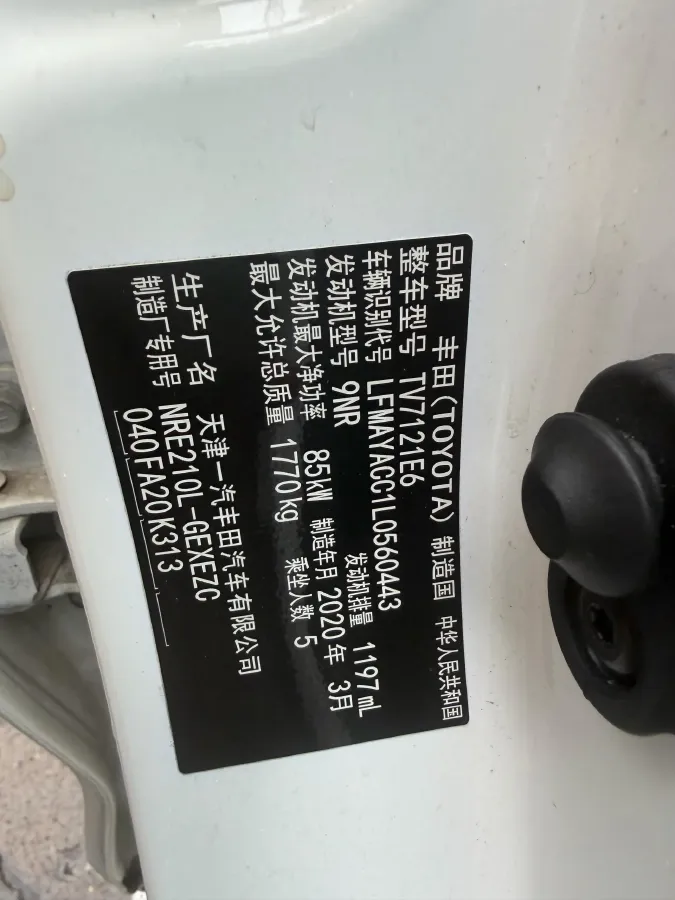 品牌 丰田(TOYOTA) 制造国 中华人民共和国
整车型号 TV7121E6
车辆识别代号 LFMAYACC1L0560443
发动机型号 9NR 发动机排量 1197mL
发动机最大净功率 85kW 制造年月 2020年 3月
最大允许总质量 1770kg 乘坐人数 5
生产厂名 天津一汽丰田汽车有限公司
制造厂专用号 NRE210L-GEXEZC
040FA20K313